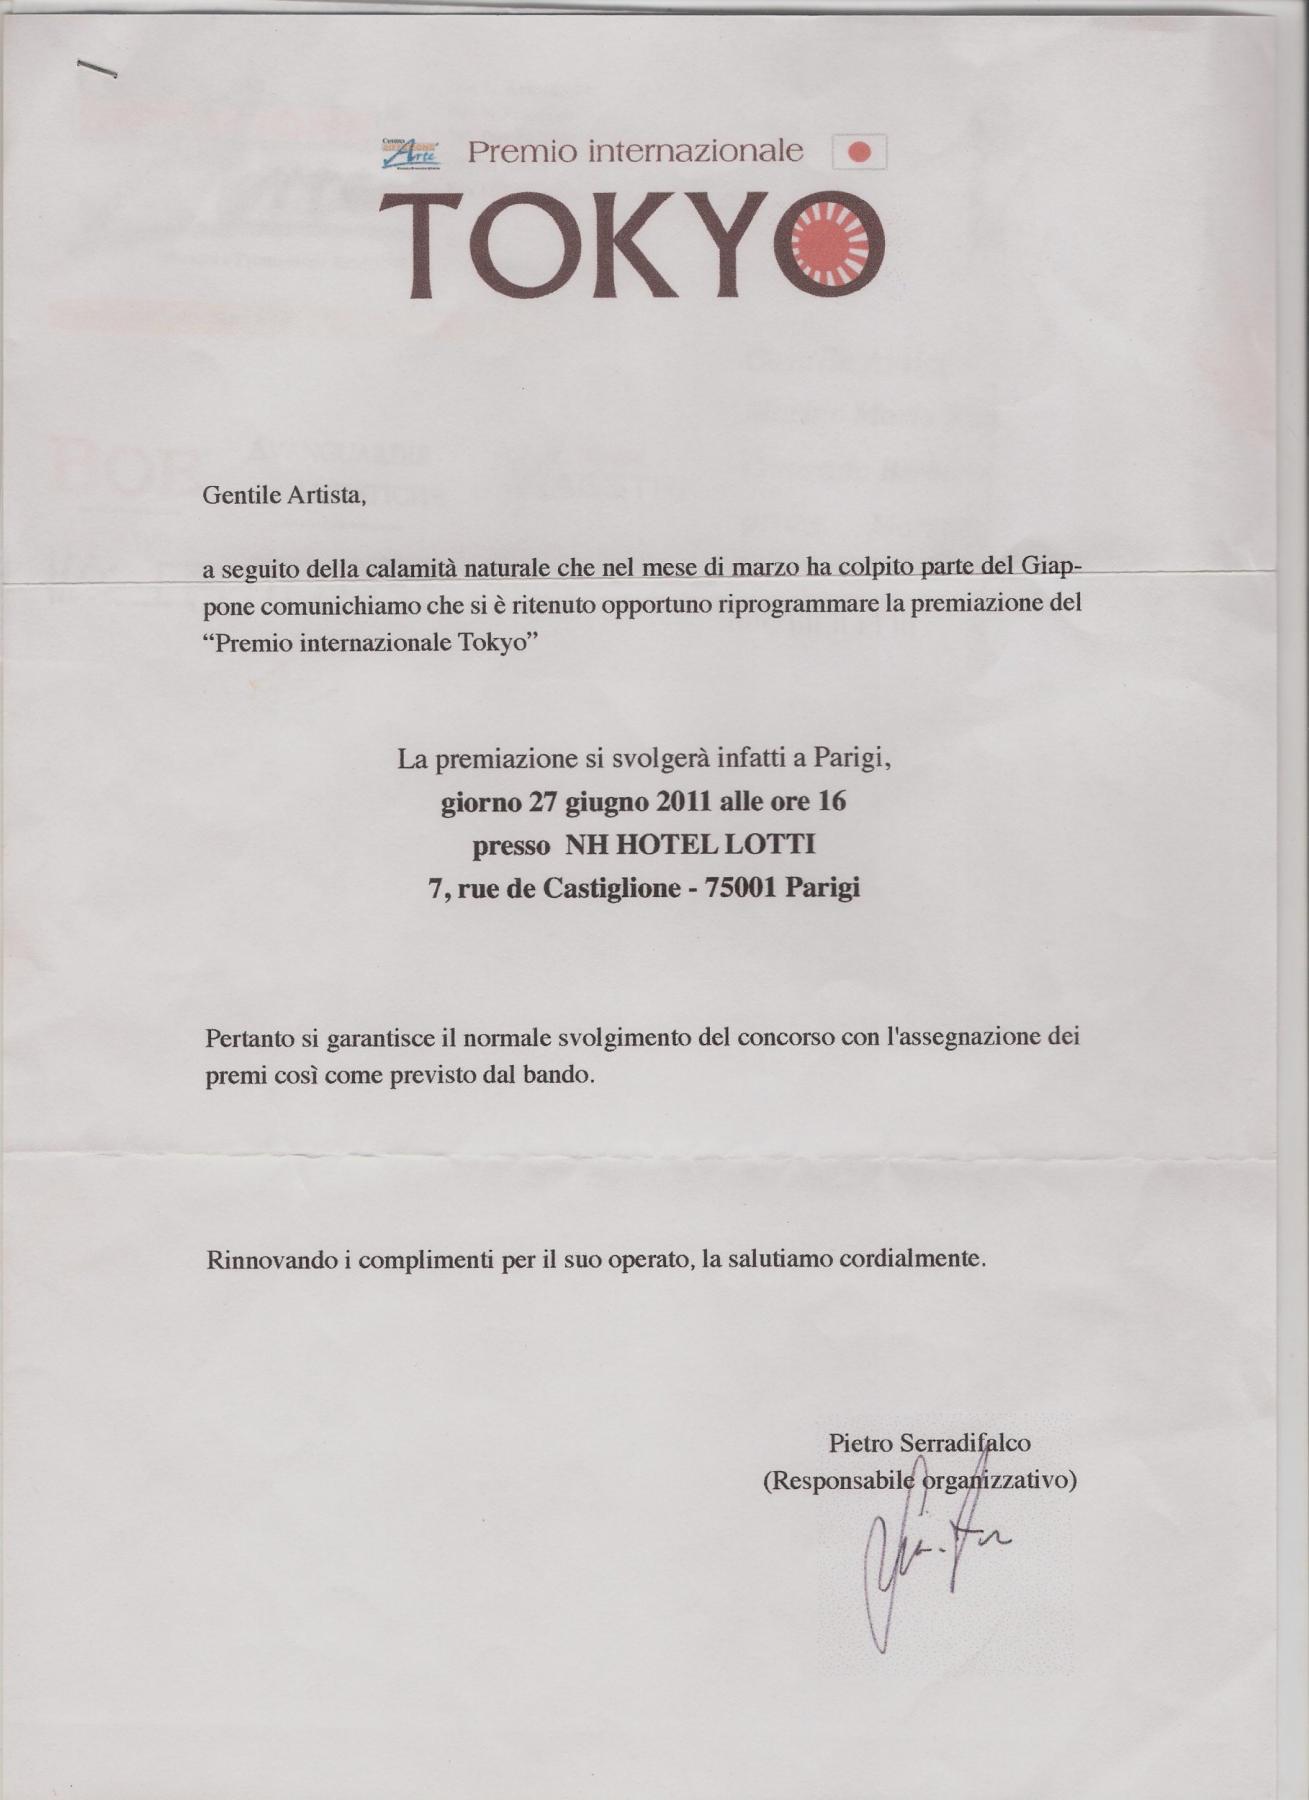 Arte
Premio internazionale
TOKYO
Gentile Artista,
a seguito della calamità naturale che nel mese di marzo ha colpito parte del Giap-
pone comunichiamo che si è ritenuto opportuno riprogrammare la premiazione del
“Premio internazionale Tokyo”
La premiazione si svolgerà infatti a Parigi,
giorno 27 giugno 2011 alle ore 16
presso NH HOTEL LOTTI
7, rue de Castiglione - 75001 Parigi
Pertanto si garantisce il normale svolgimento del concorso con l'assegnazione dei
premi così come previsto dal bando.
Rinnovando i complimenti per il suo operato, la salutiamo cordialmente.
Pietro Serradifalco
(Responsabile organizzativo)